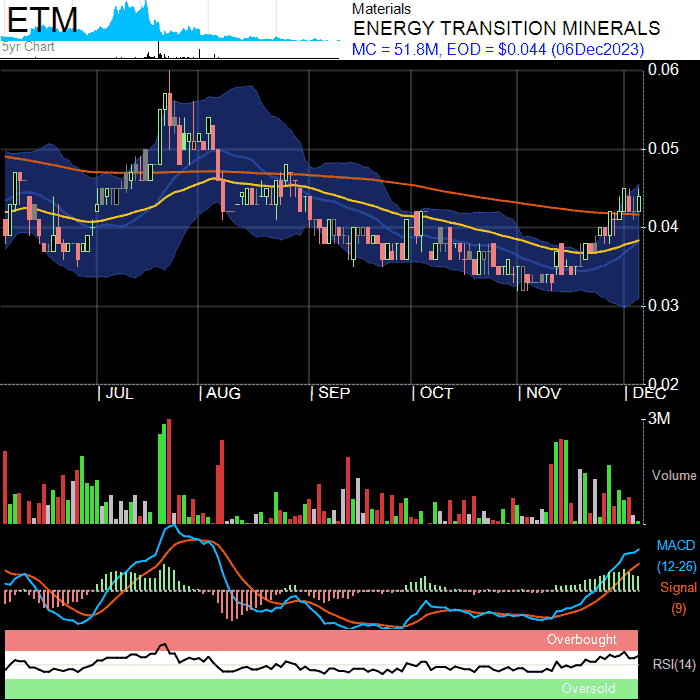 ETM
5yr Chart
Materials
ENERGY TRANSITION MINERALS
MC = 51.8M, EOD = $0.044 (06Dec2023)
0.06
0.05
0.04
0.03
0.02
| JUL | AUG | SEP | OCT | NOV | DEC
3M
Volume
MACD
(12-26)
Signal
(9)
Overbought
RSI(14)
Oversold